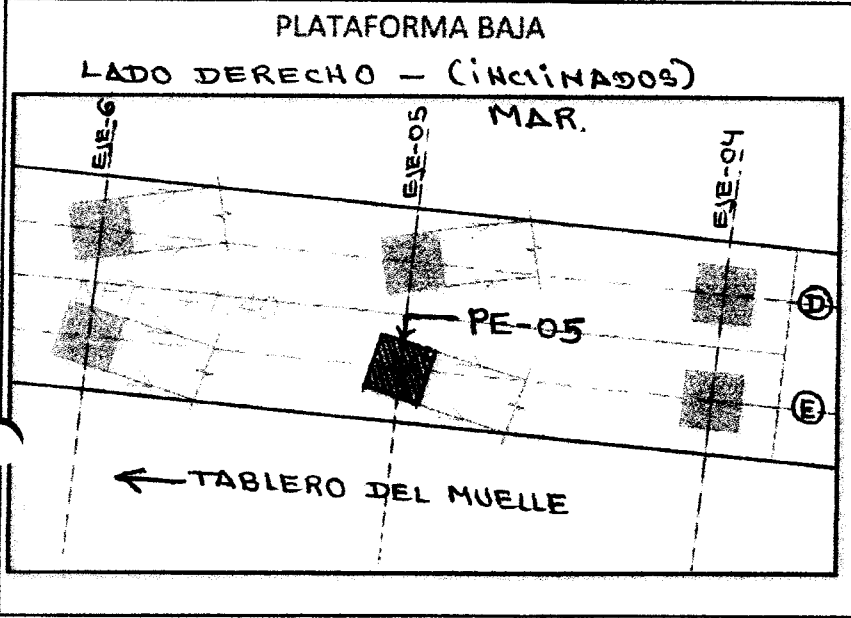 PLATAFORMA BAJA
LADO DERECHO – (INCLINADOS)
MAR.
EJE-6
EJE-05
EJE-04
D
PE-05
E
← TABLERO DEL MUELLE